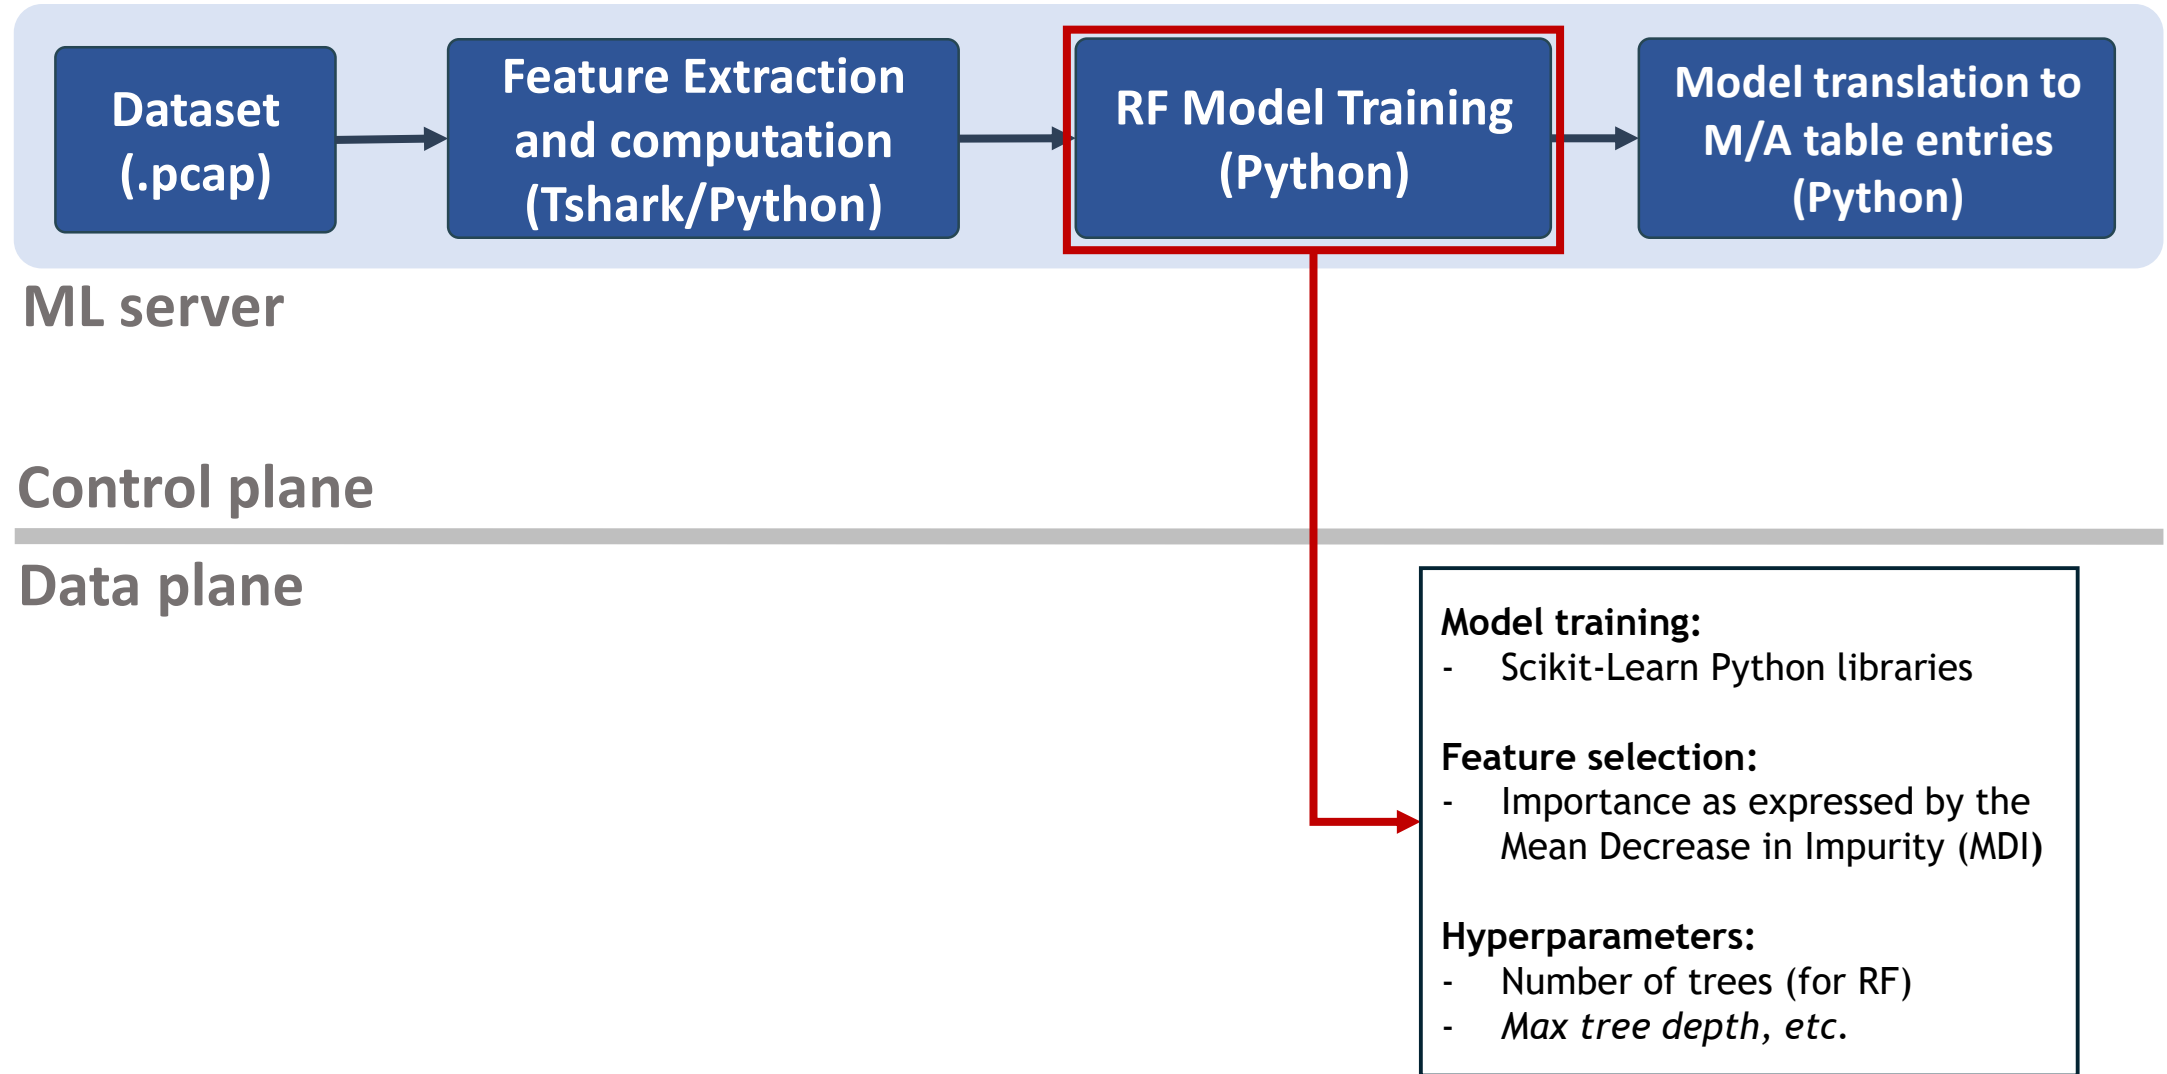 Dataset
(.pcap)
Feature Extraction
and computation
(Tshark/Python)
RF Model Training
(Python)
Model translation to
M/A table entries
(Python)
ML server
Control plane
Data plane
Model training:
- Scikit-Learn Python libraries
Feature selection:
- Importance as expressed by the
Mean Decrease in Impurity (MDI)
Hyperparameters:
- Number of trees (for RF)
- Max tree depth, etc.